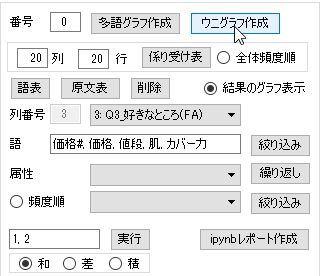 番号 0 多語グラフ作成 ウニグラフ作成
20 列 20 行 係り受け表 全体頻度順
語表 原文表 削除 結果のグラフ表示
列番号 3 3: Q3_好きなところ(FA)
語 価格#, 価格, 値段, 肌, カバー力 絞り込み
属性 繰り返し
頻度順 絞り込み
1, 2 実行 ipynbレポート作成
和 差 積